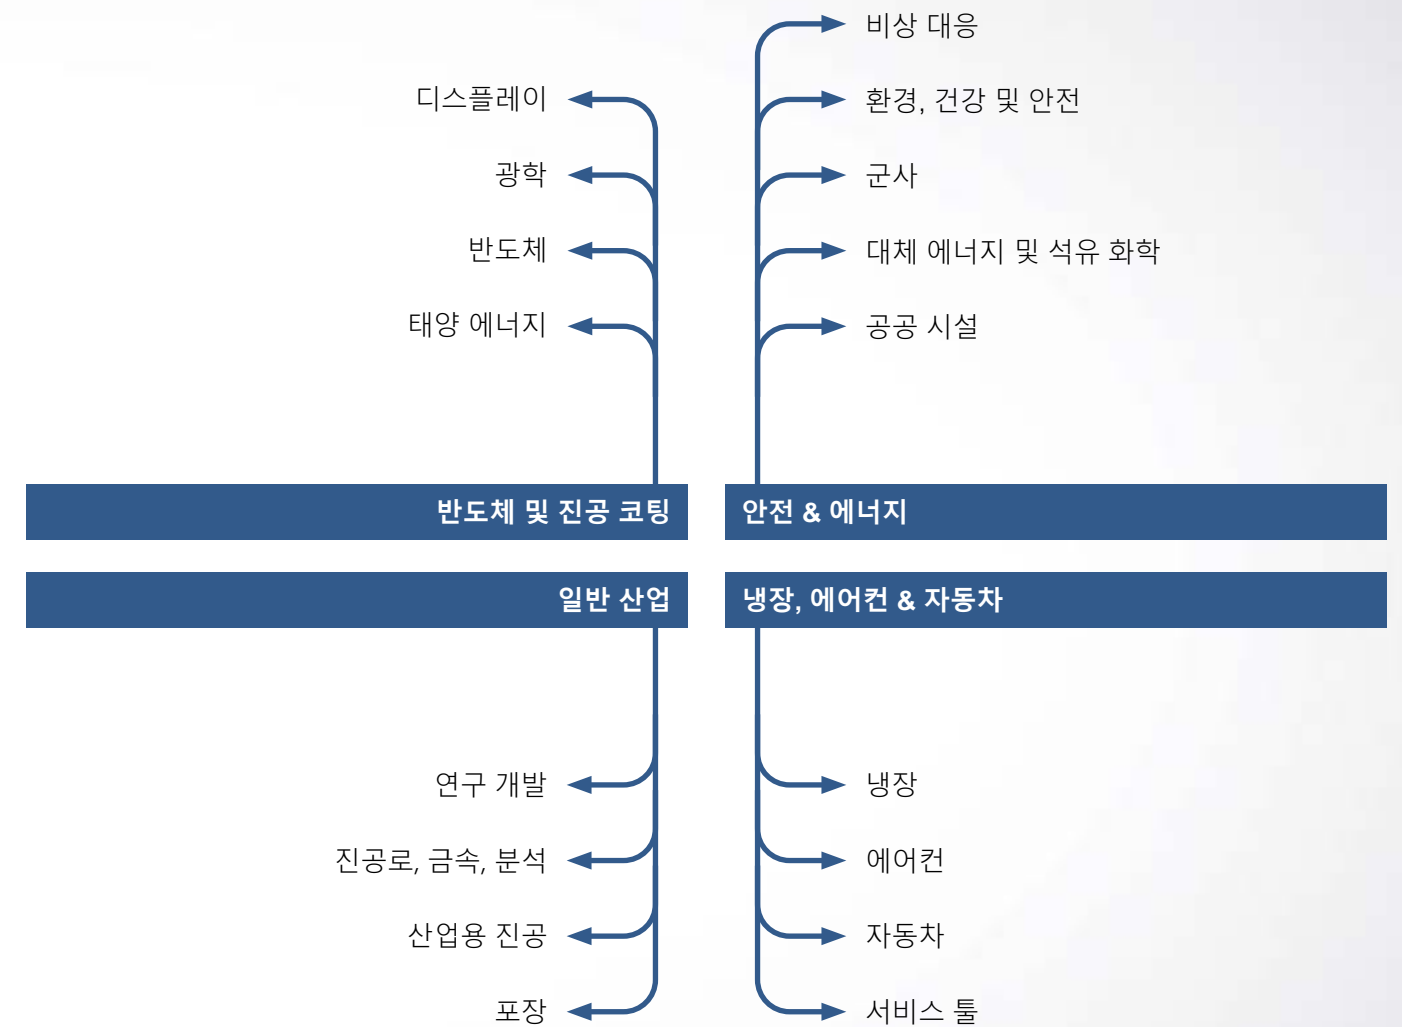 디스플레이
광학
반도체
태양 에너지
반도체 및 진공 코팅
비상 대응
환경, 건강 및 안전
군사
대체 에너지 및 석유 화학
공공 시설
안전 & 에너지
일반 산업
연구 개발
진공로, 금속, 분석
산업용 진공
포장
냉장, 에어컨 & 자동차
냉장
에어컨
자동차
서비스 툴